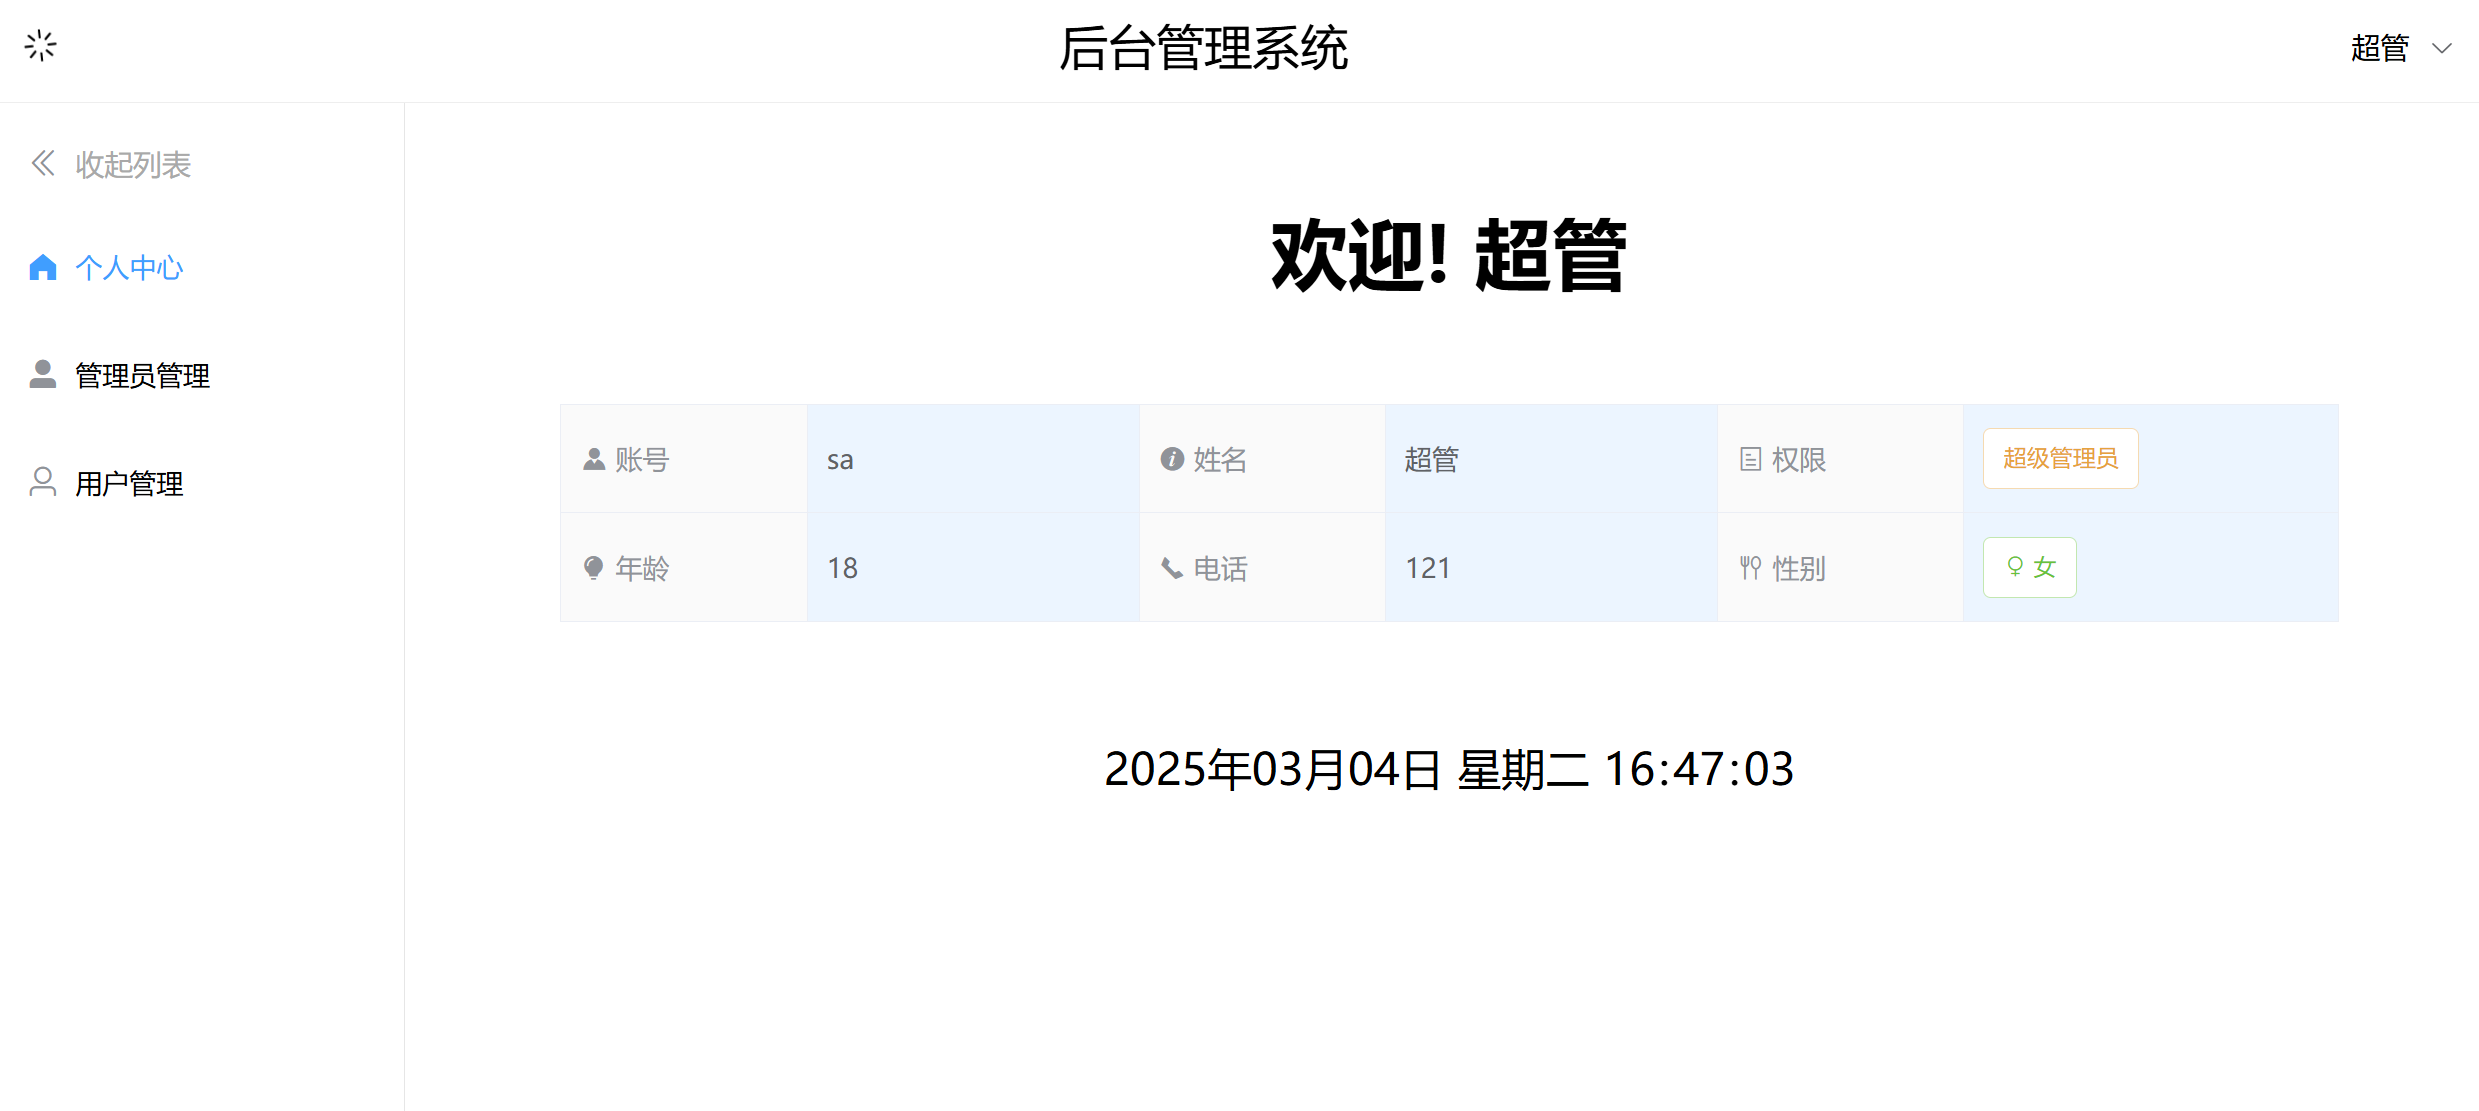 后台管理系统
超管
收起列表
个人中心
管理员管理
用户管理
欢迎! 超管
账号 sa 姓名 超管 权限 超级管理员
年龄 18 电话 121 性别 女
2025年03月04日 星期二 16:47:03